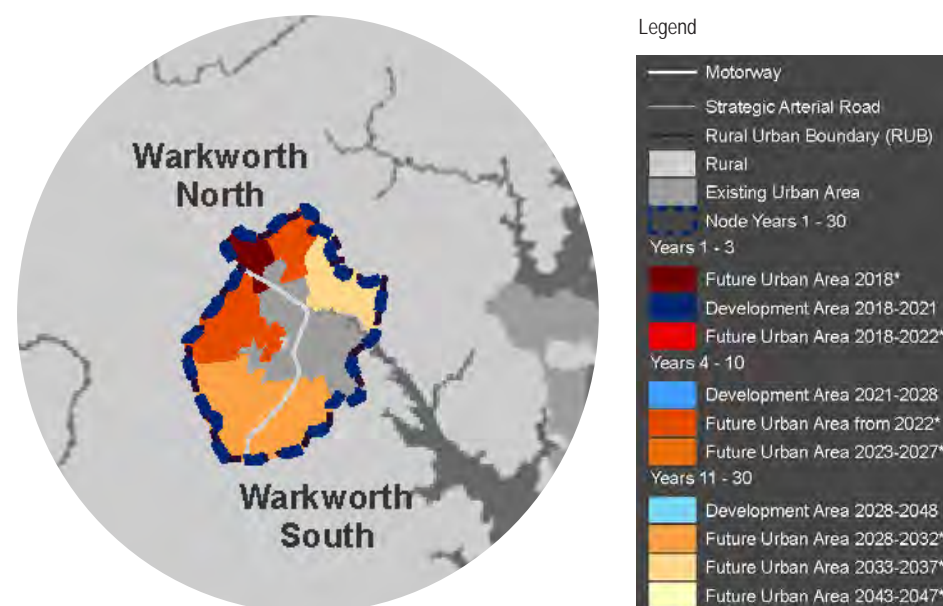 Legend
Motorway
Strategic Arterial Road
Rural Urban Boundary (RUB)
Rural
Existing Urban Area
Node Years 1 - 30
Years 1 - 3
Future Urban Area 2018*
Development Area 2018-2021
Future Urban Area 2018-2022*
Years 4 - 10
Development Area 2021-2028
Future Urban Area from 2022*
Future Urban Area 2023-2027*
Years 11 - 30
Development Area 2028-2048
Future Urban Area 2028-2032*
Future Urban Area 2033-2037*
Future Urban Area 2043-2047*
Warkworth
North
Warkworth
South